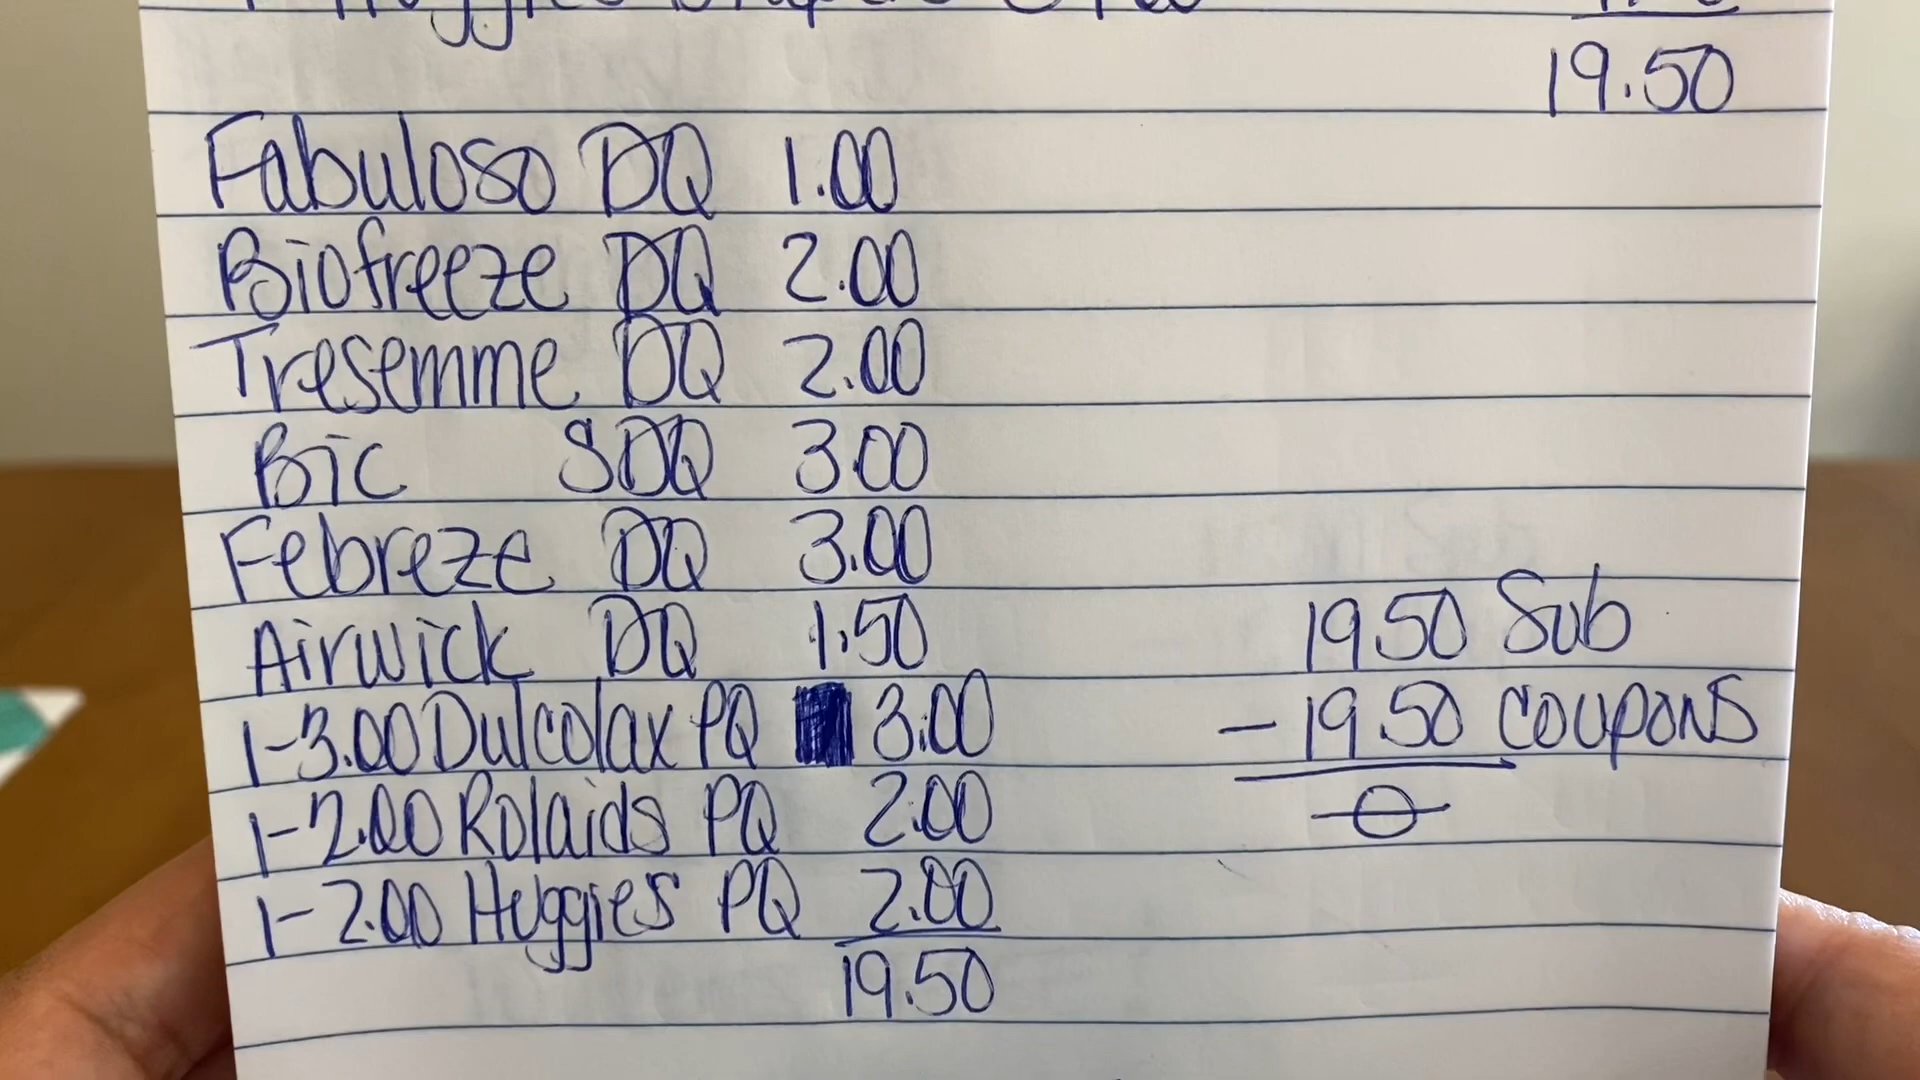 Huggies Diapers
19.50
Fabuloso DQ 1.00
Biofreeze DQ 2.00
Tresemme DQ 2.00
Bic SDQ 3.00
Febreze DQ 3.00
Airwick DQ 1.50
1-3.00 Dulcolax PQ 3.00
1-2.00 Rolaids PQ 2.00
1-2.00 Huggies PQ 2.00
19.50
19.50 Sub
- 19.50 COUPONS
0